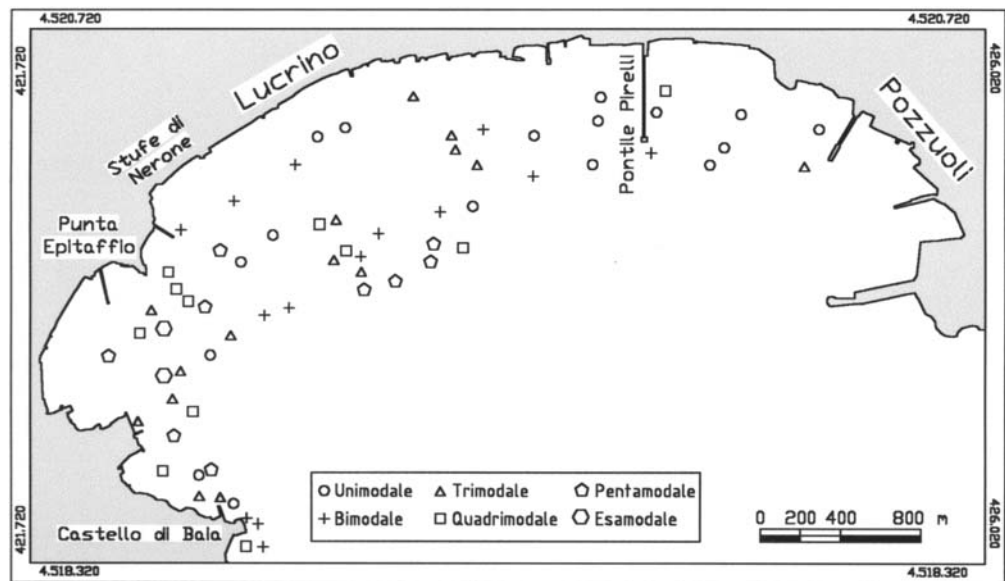 4.520.720
4.520.720
421.720
426.020
Lucrino
Stufe di
Nerone
Punta
Epitaffio
Pontile Pirelli
Pozzuoli
Unimodale
Trimodale
Pentamodale
Bimodale
Quadrimodale
Esamodale
0 200 400 800 m
Castello di Baia
421.720
426.020
4.518.320
4.518.320